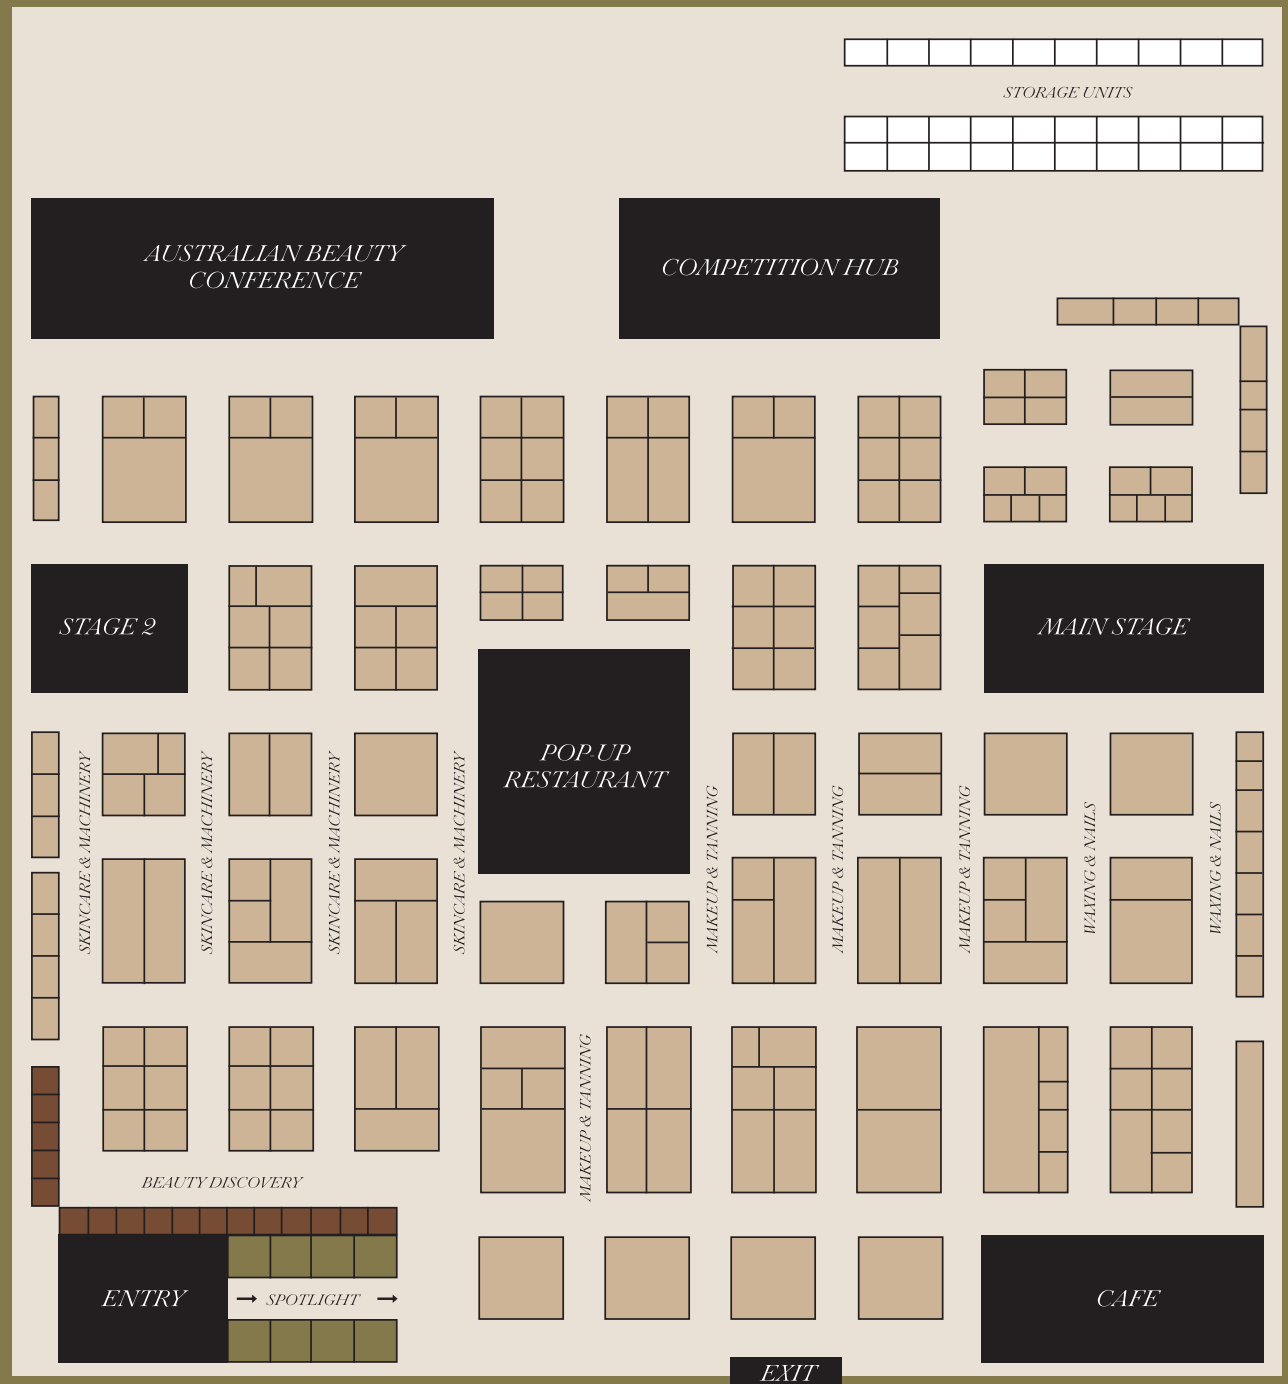 STORAGE UNITS
AUSTRALIAN BEAUTY
CONFERENCE
COMPETITION HUB
STAGE 2
MAIN STAGE
POP-UP
RESTAURANT
SKINCARE & MACHINERY
SKINCARE & MACHINERY
SKINCARE & MACHINERY
SKINCARE & MACHINERY
MAKEUP & TANNING
MAKEUP & TANNING
MAKEUP & TANNING
WAXING & NAILS
WAXING & NAILS
MAKEUP & TANNING
BEAUTY DISCOVERY
ENTRY
SPOTLIGHT
CAFE
EXIT